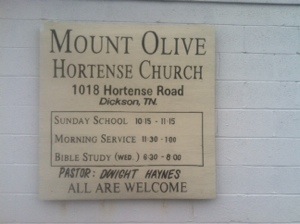 MOUNT OLIVE
HORTENSE CHURCH
1018 Hortense Road
Dickson, TN.
SUNDAY SCHOOL 10:15 - 11:15
MORNING SERVICE 11:30 - 1:00
BIBLE STUDY (WED.) 6:30 - 8:00
PASTOR: DWIGHT HAYNES
ALL ARE WELCOME